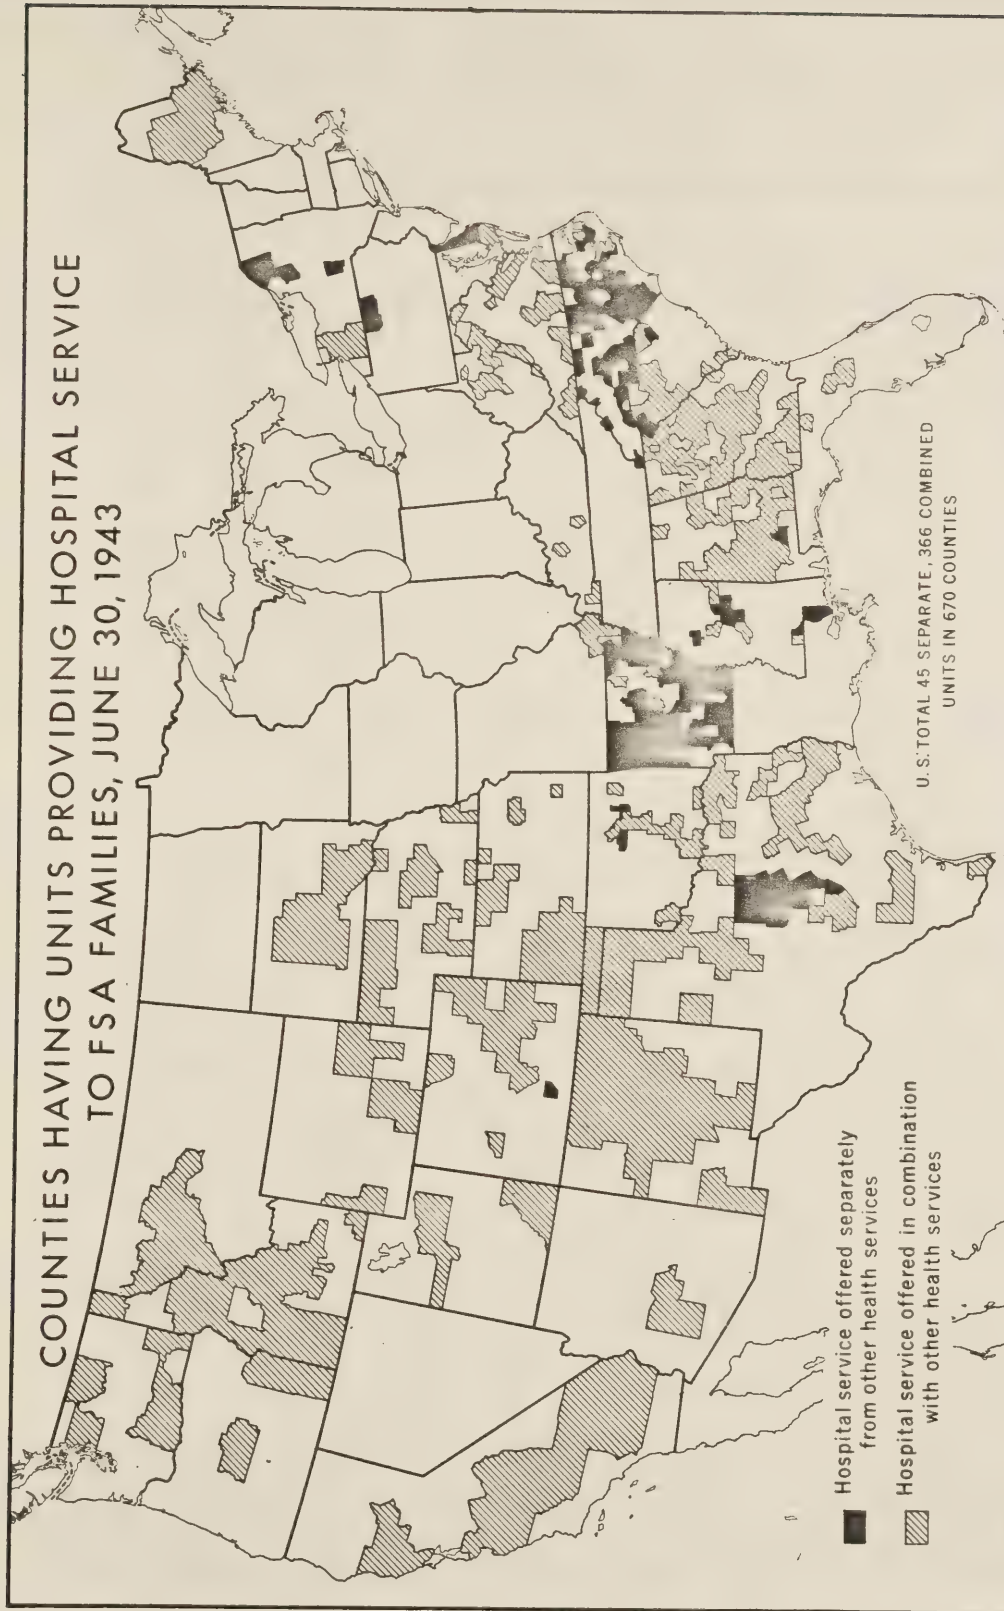 COUNTIES HAVING UNITS PROVIDING HOSPITAL SERVICE
TO FSA FAMILIES, JUNE 30, 1943
U.S. TOTAL 45 SEPARATE, 366 COMBINED
UNITS IN 670 COUNTIES
Hospital service offered separately
from other health services
Hospital service offered in combination
with other health services